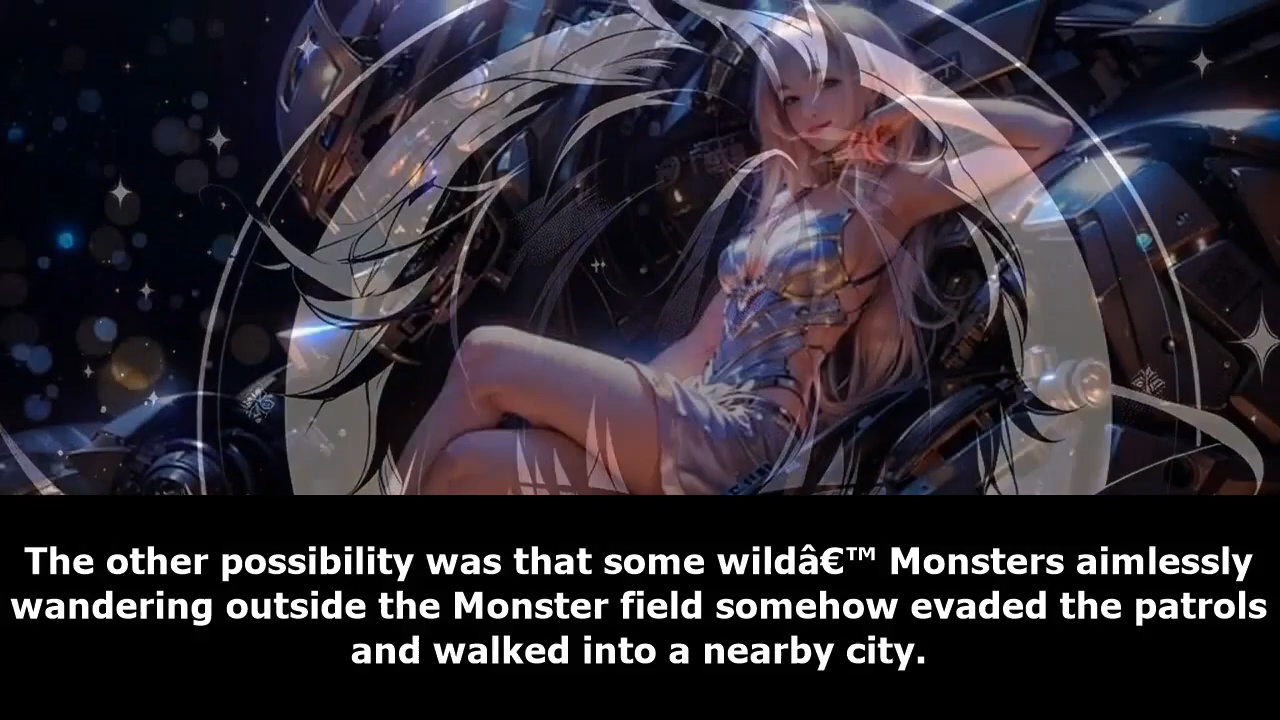 The other possibility was that some wildâ€™ Monsters aimlessly
wandering outside the Monster field somehow evaded the patrols
and walked into a nearby city.